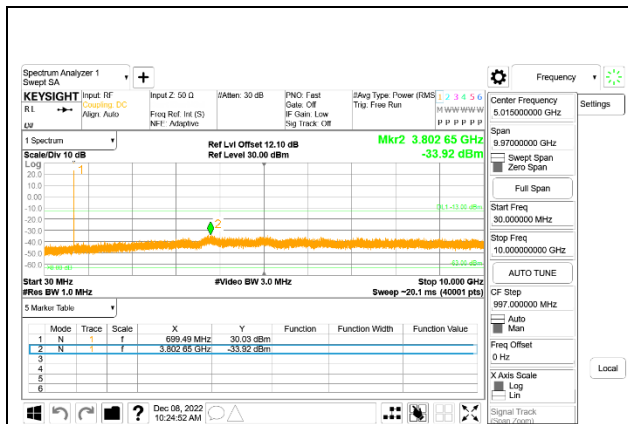 Spectrum Analyzer 1
Swept SA
+
Frequency
KEYSIGHT
RL
Input: RF
Coupling: DC
Align: Auto
Input Z: 50 Ω
Freq Ref: Int (S)
NFE: Adaptive
#Atten: 30 dB
PNO: Fast
Gate: Off
IF Gain: Low
Sig Track: Off
#Avg Type: Power (RMS
Trig: Free Run
1 2 3 4 5 6
M W W W W W
P P P P P P
Center Frequency
5.015000000 GHz
Settings
Span
9.97000000 GHz
Swept Span
Zero Span
Full Span
Start Freq
30.000000 MHz
Stop Freq
10.000000000 GHz
AUTO TUNE
CF Step
997.000000 MHz
Auto
Man
Freq Offset
0 Hz
X Axis Scale
Log
Lin
Local
Signal Track
(Span Zoom)
1 Spectrum
Scale/Div 10 dB
Ref Lvl Offset 12.10 dB
Ref Level 30.00 dBm
Mkr2 3.802 65 GHz
-33.92 dBm
Log
1
20.0
10.0
0.00
-10.0
DL1 -13.00 dBm
-20.0
2
-30.0
-40.0
-50.0
-60.0
Start 30 MHz
#Res BW 1.0 MHz
#Video BW 3.0 MHz
Stop 10.000 GHz
Sweep ~20.1 ms (40001 pts)
5 Marker Table
Mode Trace Scale X Y Function Function Width Function Value
1 N 1 f 699.49 MHz 30.03 dBm
2 N 1 f 3.802 65 GHz -33.92 dBm
3
4
5
6
?
Dec 08, 2022
10:24:52 AM